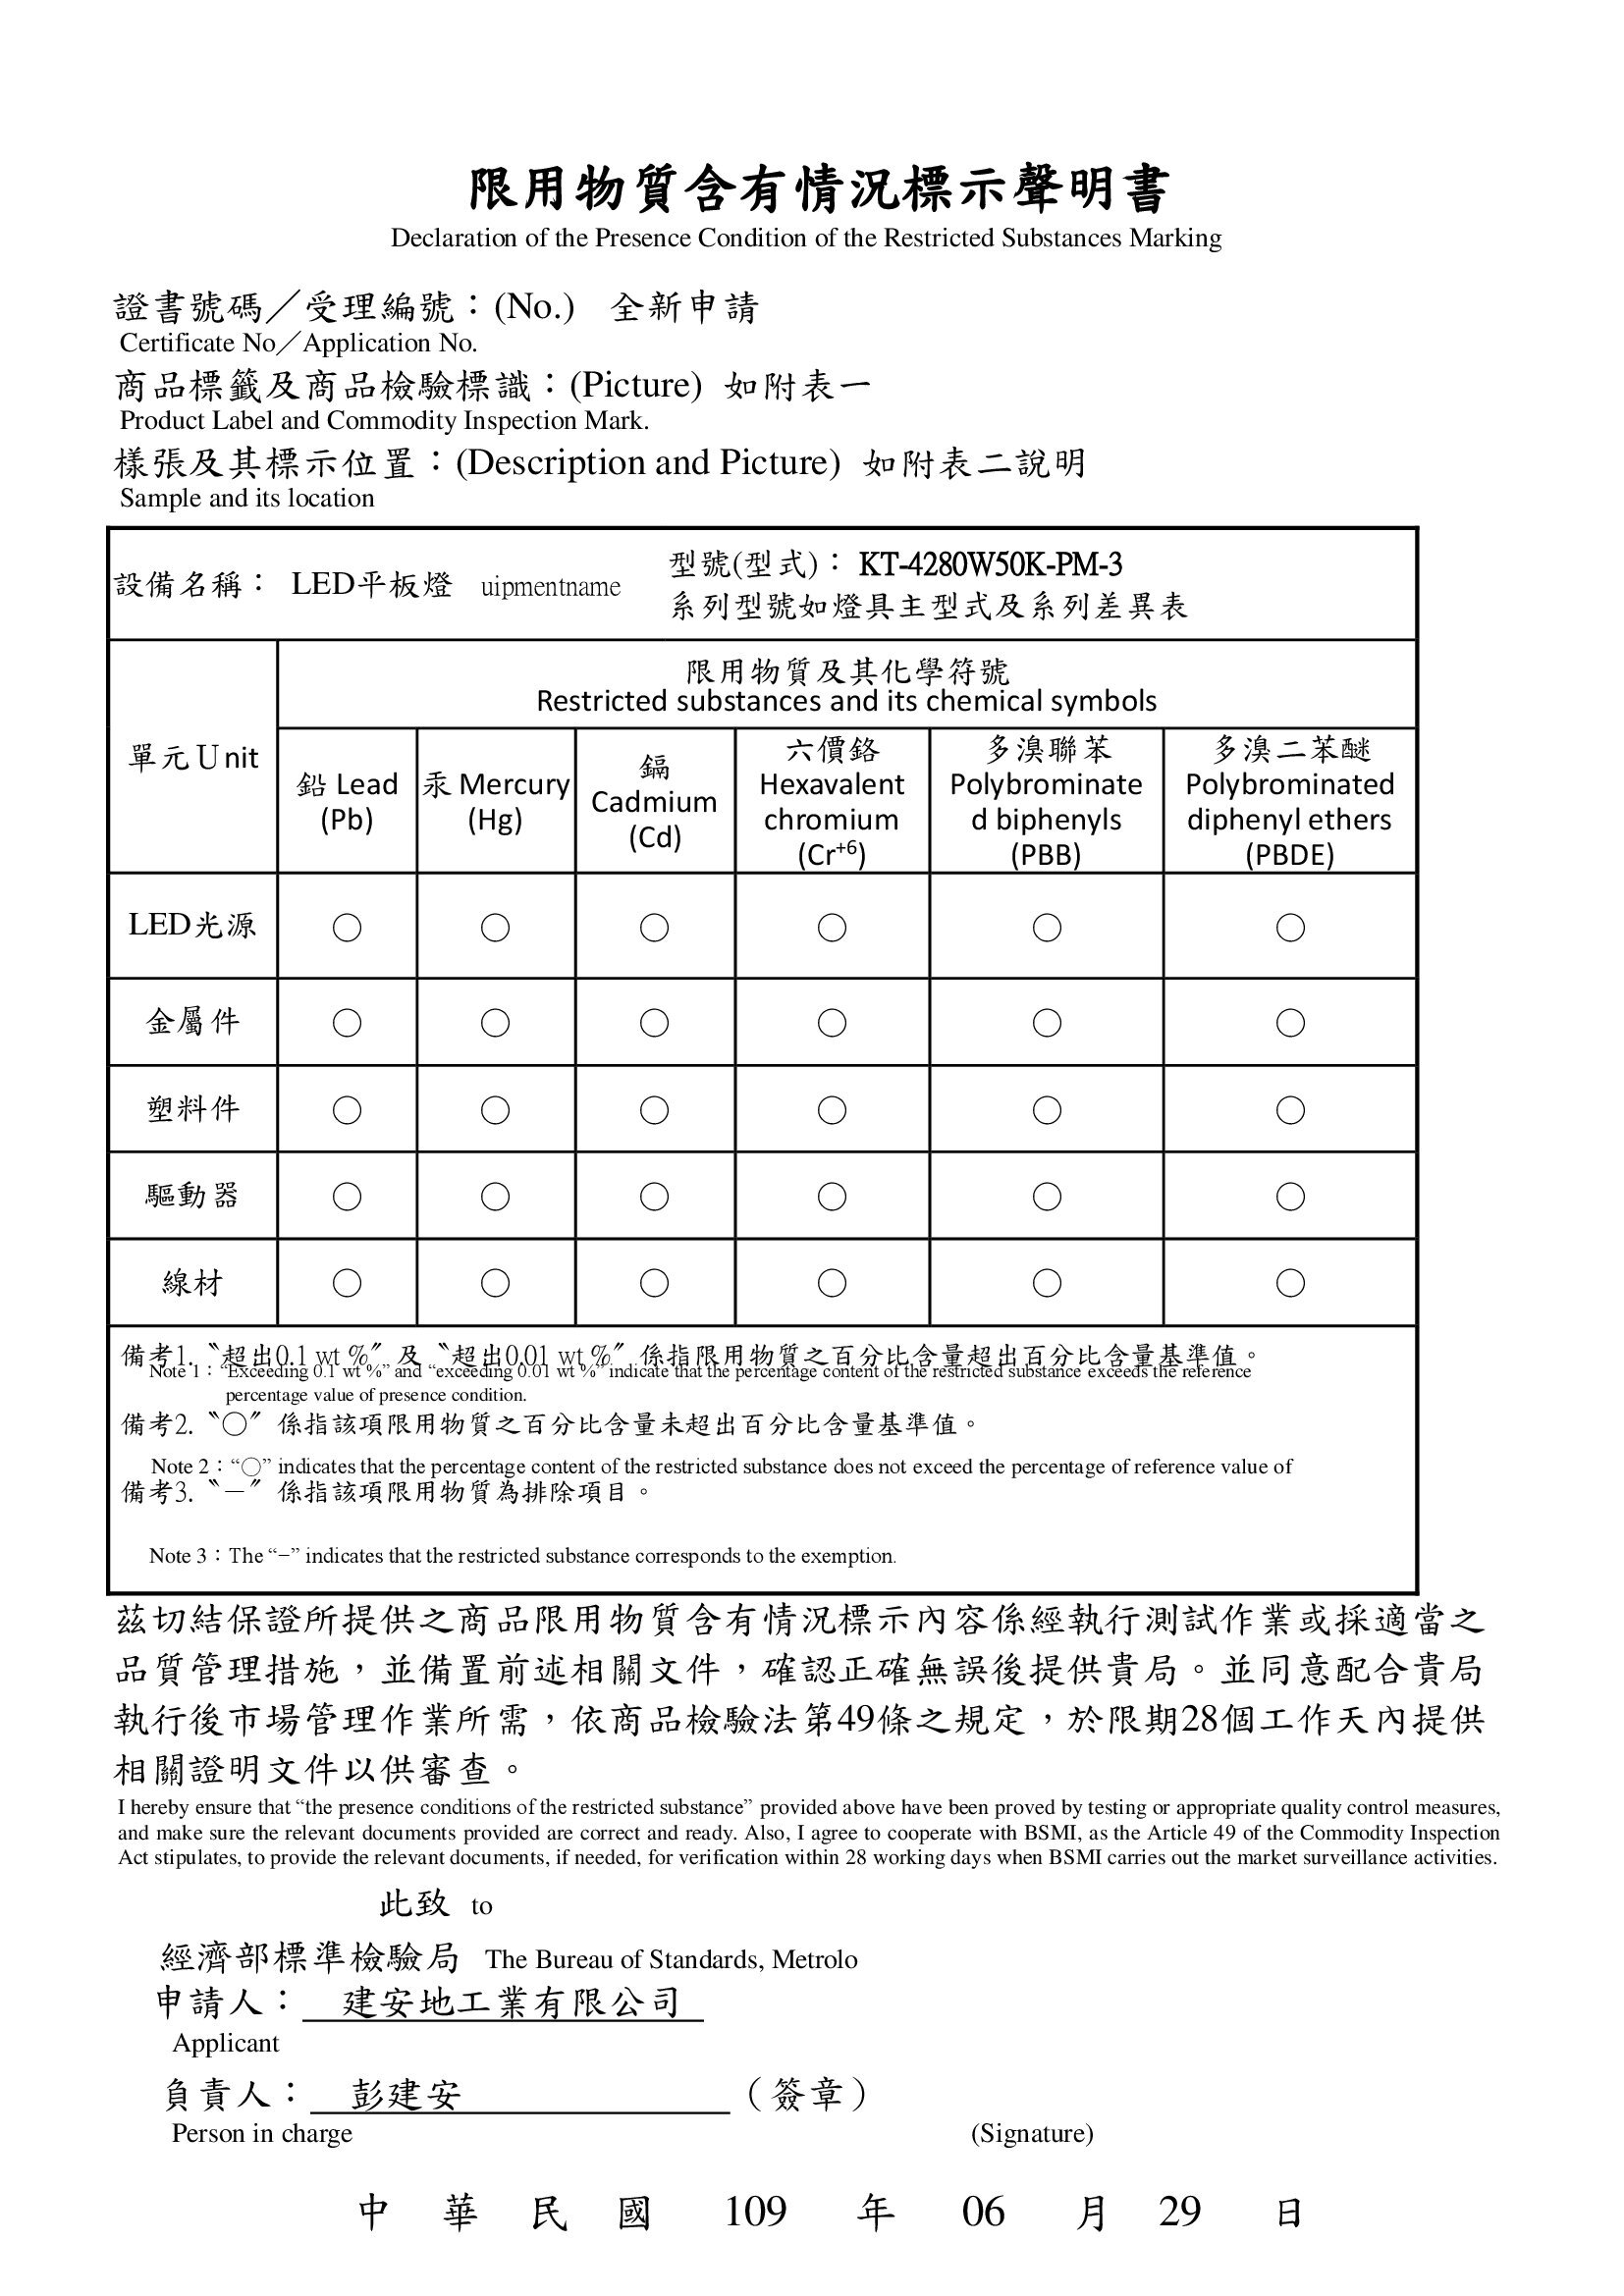 限用物質含有情況標示聲明書
Declaration of the Presence Condition of the Restricted Substances Marking
證書號碼／受理編號：(No.) 全新申請
Certificate No／Application No.
商品標籤及商品檢驗標識：(Picture) 如附表一
Product Label and Commodity Inspection Mark.
樣張及其標示位置：(Description and Picture) 如附表二說明
Sample and its location
設備名稱： LED平板燈 uipmentname
型號(型式)： KT-4280W50K-PM-3
系列型號如燈具主型式及系列差異表
單元Unit
限用物質及其化學符號
Restricted substances and its chemical symbols
鉛 Lead
(Pb)
汞 Mercury
(Hg)
鎘
Cadmium
(Cd)
六價鉻
Hexavalent
chromium
(Cr+6)
多溴聯苯
Polybrominate
d biphenyls
(PBB)
多溴二苯醚
Polybrominated
diphenyl ethers
(PBDE)
LED光源 ○ ○ ○ ○ ○ ○
金屬件 ○ ○ ○ ○ ○ ○
塑料件 ○ ○ ○ ○ ○ ○
驅動器 ○ ○ ○ ○ ○ ○
線材 ○ ○ ○ ○ ○ ○
備考1. 〝超出0.1 wt %〞及〝超出0.01 wt %〞係指限用物質之百分比含量超出百分比含量基準值。
Note 1：“Exceeding 0.1 wt %” and “exceeding 0.01 wt %” indicate that the percentage content of the restricted substance exceeds the reference
percentage value of presence condition.
備考2. 〝○〞係指該項限用物質之百分比含量未超出百分比含量基準值。
Note 2：“○” indicates that the percentage content of the restricted substance does not exceed the percentage of reference value of
備考3. 〝－〞係指該項限用物質為排除項目。
Note 3：The “−” indicates that the restricted substance corresponds to the exemption.
茲切結保證所提供之商品限用物質含有情況標示內容係經執行測試作業或採適當之
品質管理措施，並備置前述相關文件，確認正確無誤後提供貴局。並同意配合貴局
執行後市場管理作業所需，依商品檢驗法第49條之規定，於限期28個工作天內提供
相關證明文件以供審查。
I hereby ensure that “the presence conditions of the restricted substance” provided above have been proved by testing or appropriate quality control measures,
and make sure the relevant documents provided are correct and ready. Also, I agree to cooperate with BSMI, as the Article 49 of the Commodity Inspection
Act stipulates, to provide the relevant documents, if needed, for verification within 28 working days when BSMI carries out the market surveillance activities.
此致 to
經濟部標準檢驗局 The Bureau of Standards, Metrolo
申請人： 建安地工業有限公司
Applicant
負責人： 彭建安 （簽章）
Person in charge (Signature)
中 華 民 國 109 年 06 月 29 日